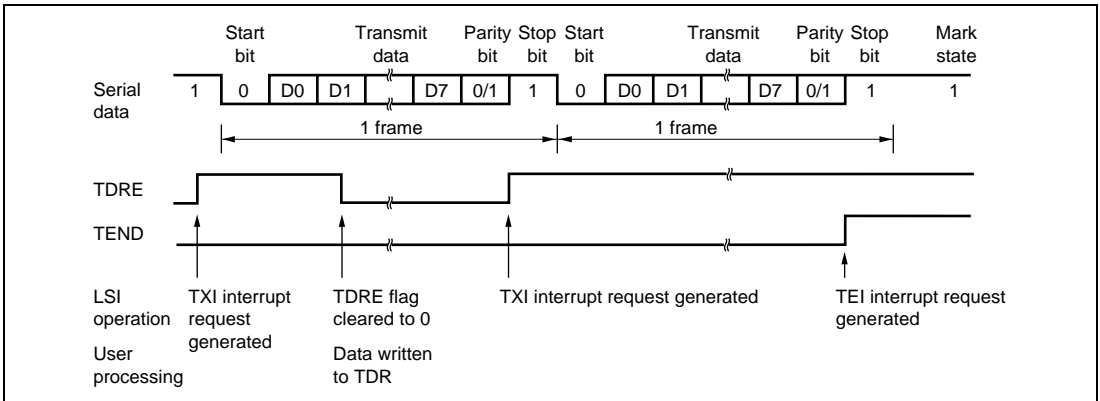 Start Transmit Parity Stop Start Transmit Parity Stop Mark
bit data bit bit bit data bit bit state
Serial 1 0 D0 D1 D7 0/1 1 0 D0 D1 D7 0/1 1 1
data
1 frame 1 frame
TDRE
TEND
LSI TXI interrupt TDRE flag TXI interrupt request generated TEI interrupt request
operation request cleared to 0 generated
generated
User Data written
processing to TDR